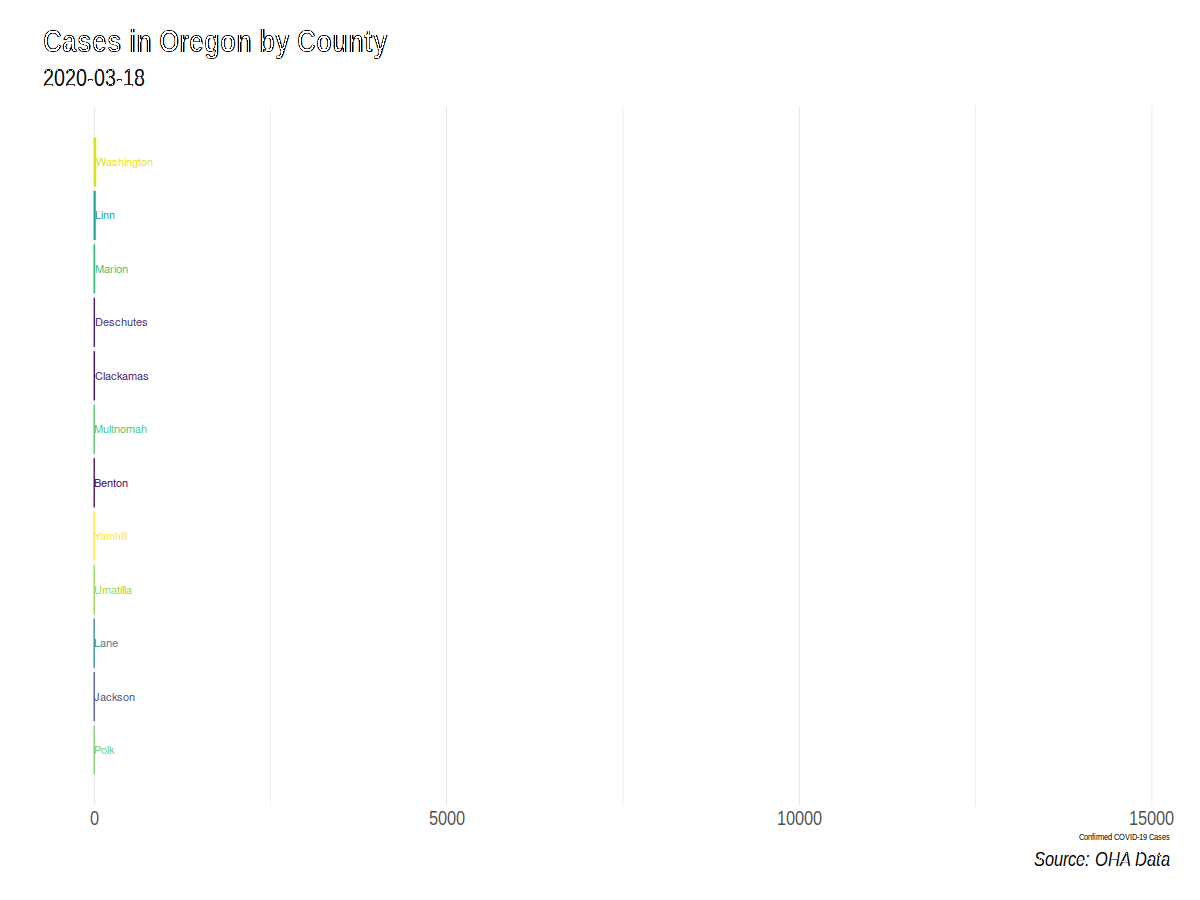 Cases in Oregon by County
2020-03-18
Washington
Linn
Marion
Deschutes
Clackamas
Multnomah
Benton
Yamhill
Umatilla
Lane
Jackson
Polk
0 5000 10000 15000
Confirmed COVID-19 Cases
Source: OHA Data